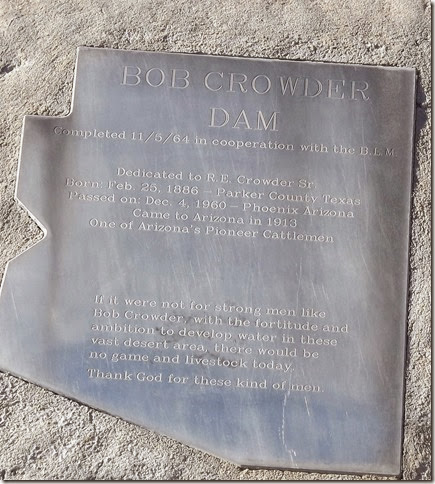 BOB CROWDER
DAM
Completed 11/5/64 in cooperation with the B.L.M.
Dedicated to R.E. Crowder Sr
Born: Feb. 25, 1886 – Parker County Texas
Passed on: Dec. 4, 1960 – Phoenix Arizona
Came to Arizona in 1913
One of Arizona's Pioneer Cattlemen
If it were not for strong men like
Bob Crowder, with the fortitude and
ambition to develop water in these
vast desert area, there would be
no game and livestock today.
Thank God for these kind of men.